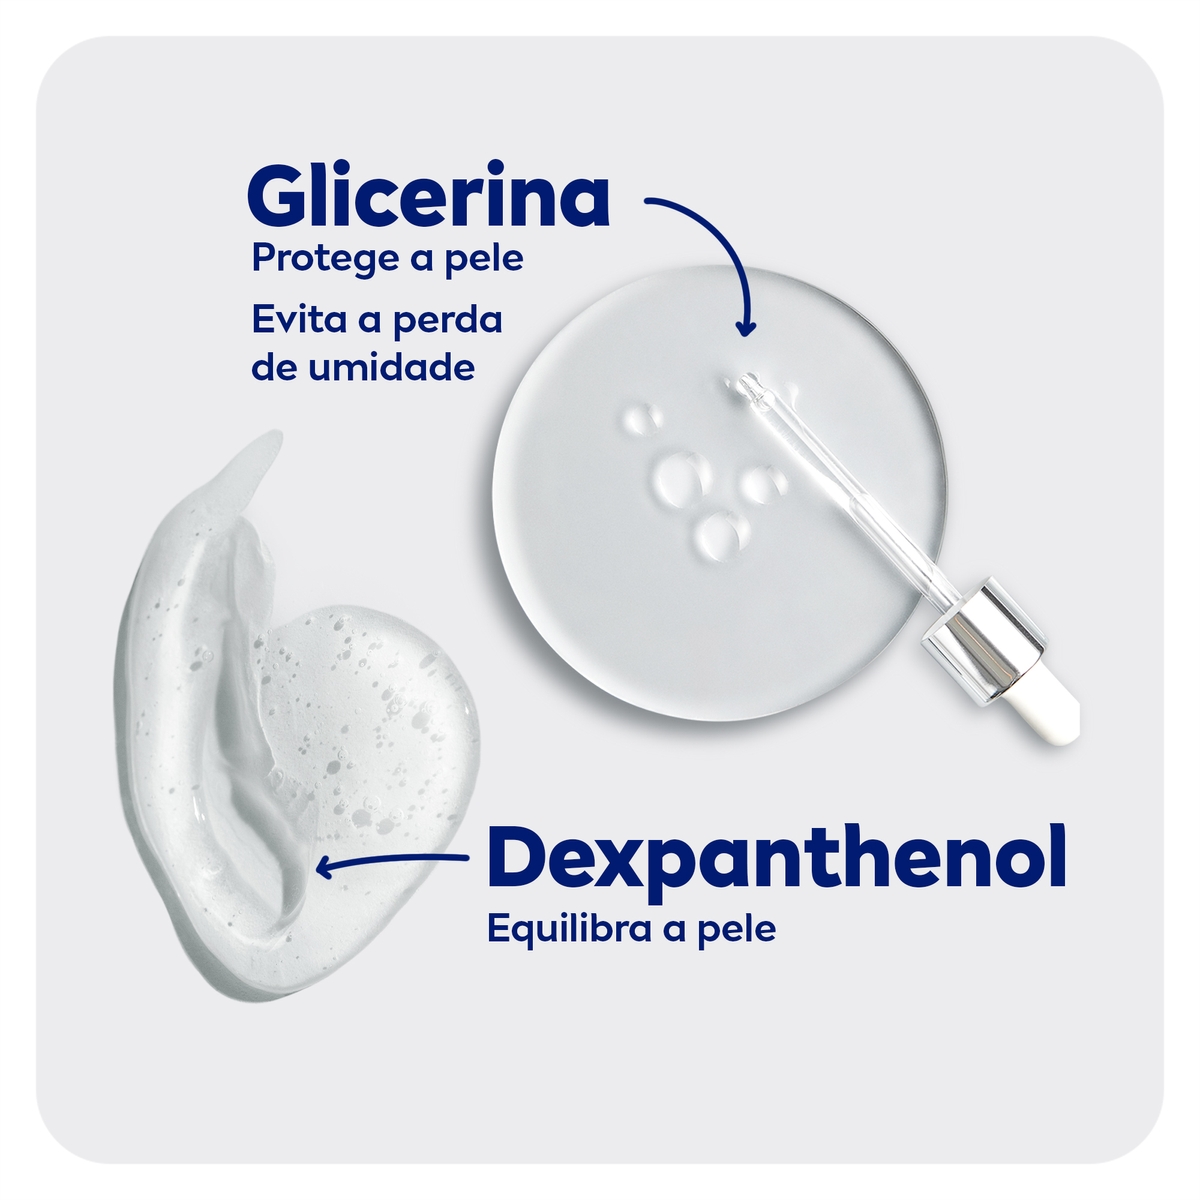 Glicerina
Protege a pele
Evita a perda
de umidade
Dexpanthenol
Equilibra a pele